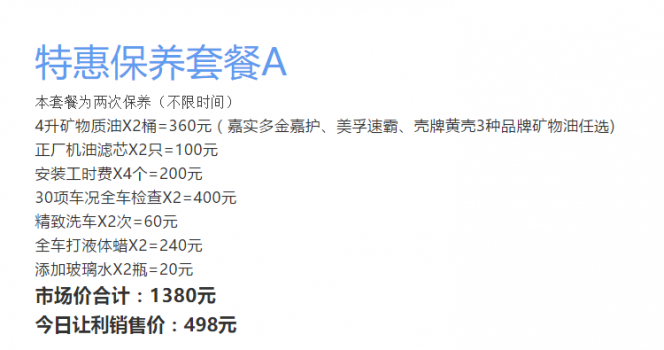 特惠保养套餐A
本套餐为两次保养（不限时间）
4升矿物质油X2桶=360元 ( 嘉实多金嘉护、美孚速霸、壳牌黄壳3种品牌矿物油任选)
正厂机油滤芯X2只=100元
安装工时费X4个=200元
30项车况全车检查X2=400元
精致洗车X2次=60元
全车打液体蜡X2=240元
添加玻璃水X2瓶=20元
市场价合计：1380元
今日让利销售价：498元